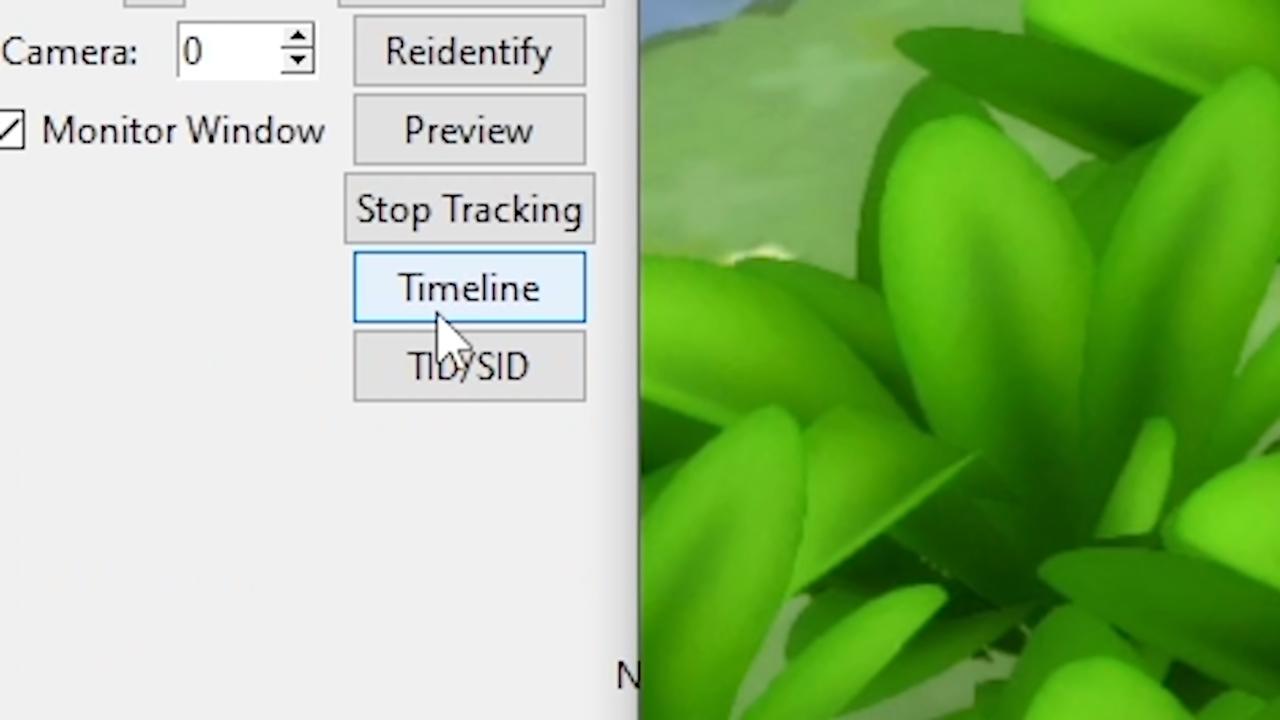 Camera: 0
Reidentify
Monitor Window
Preview
Stop Tracking
Timeline
TID/SID
N